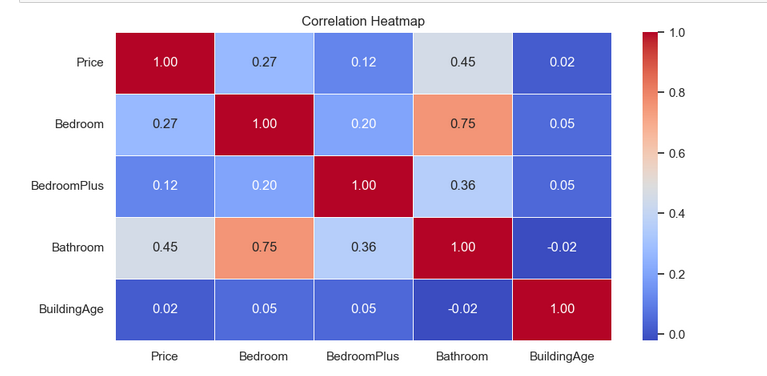 Correlation Heatmap
Price 1.00 0.27 0.12 0.45 0.02
Bedroom 0.27 1.00 0.20 0.75 0.05
BedroomPlus 0.12 0.20 1.00 0.36 0.05
Bathroom 0.45 0.75 0.36 1.00 -0.02
BuildingAge 0.02 0.05 0.05 -0.02 1.00
Price Bedroom BedroomPlus Bathroom BuildingAge
1.0
0.8
0.6
0.4
0.2
0.0